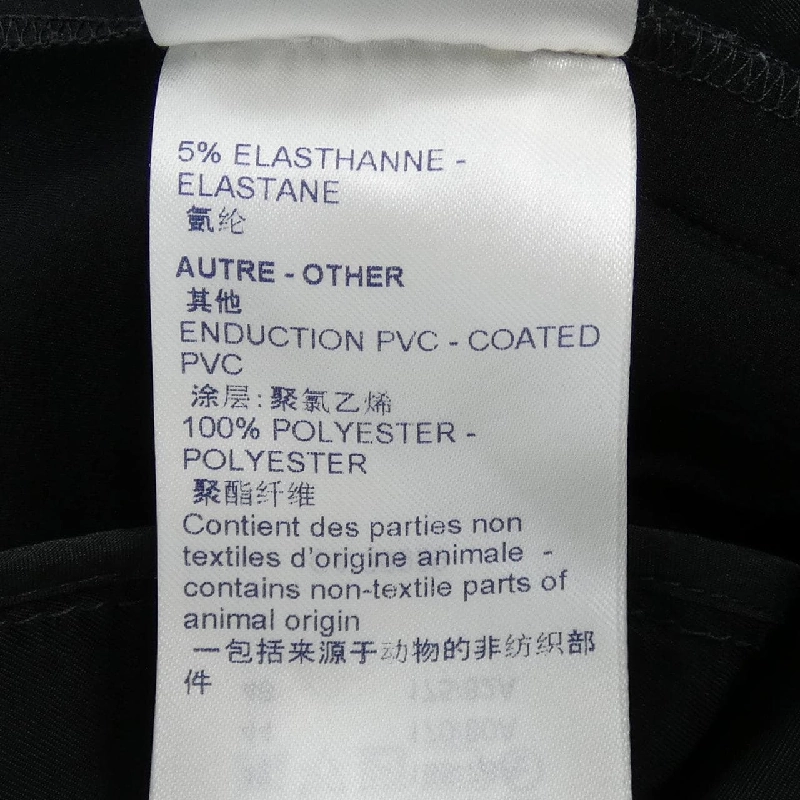 5% ELASTHANNE -
ELASTANE
氨纶
AUTRE - OTHER
其他
ENDUCTION PVC - COATED
PVC
涂层:聚氯乙烯
100% POLYESTER -
POLYESTER
聚酯纤维
Contient des parties non
textiles d'origine animale -
contains non-textile parts of
animal origin
一包括来源于动物的非纺织部
件